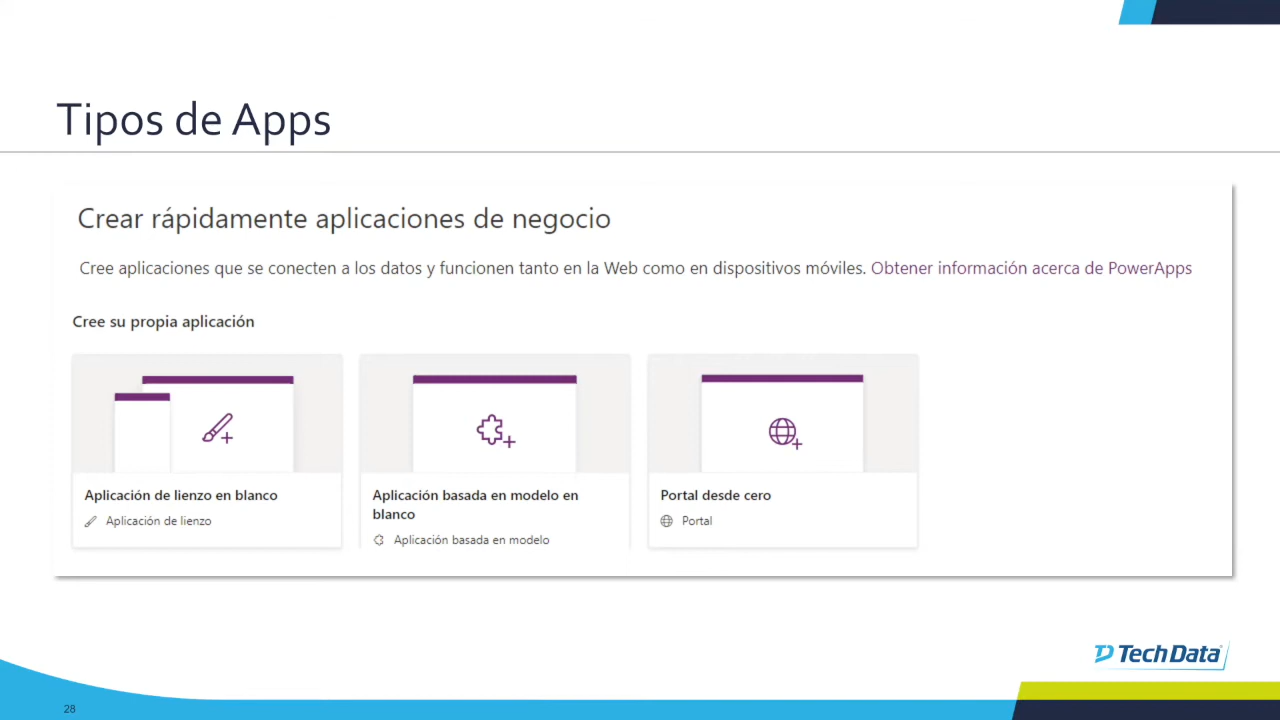 Tipos de Apps
Crear rápidamente aplicaciones de negocio
Cree aplicaciones que se conecten a los datos y funcionen tanto en la Web como en dispositivos móviles. Obtener información acerca de PowerApps
Cree su propia aplicación
Aplicación de lienzo en blanco
Aplicación de lienzo
Aplicación basada en modelo en
blanco
Aplicación basada en modelo
Portal desde cero
Portal
Tech Data
28